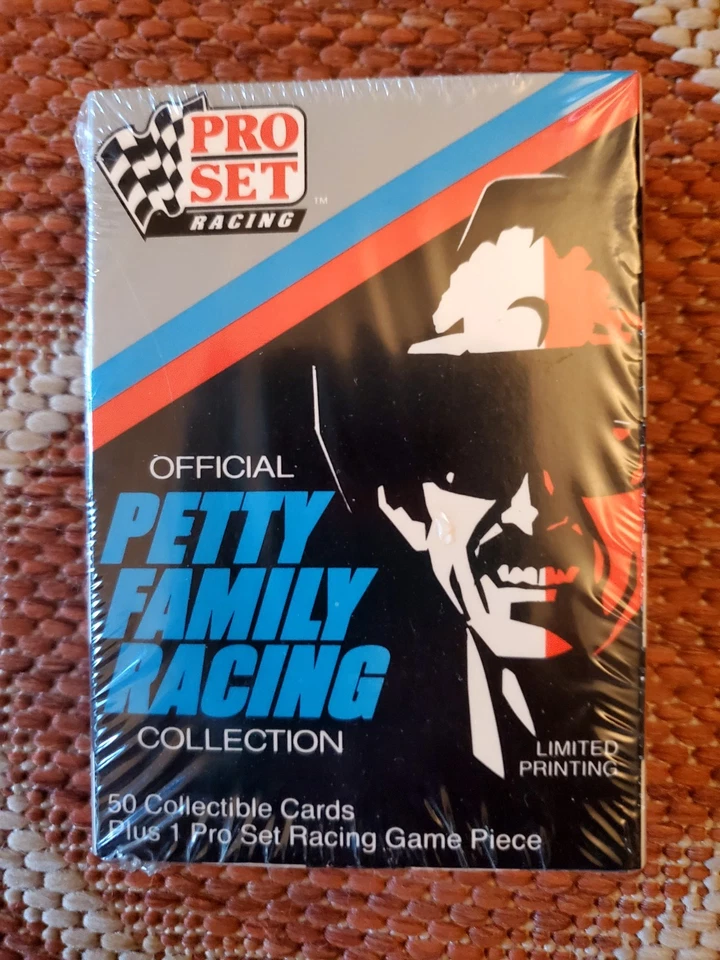 PRO
SET
RACING
TM
OFFICIAL
PETTY
FAMILY
RACING
COLLECTION
LIMITED
PRINTING
50 Collectible Cards
Plus 1 Pro Set Racing Game Piece